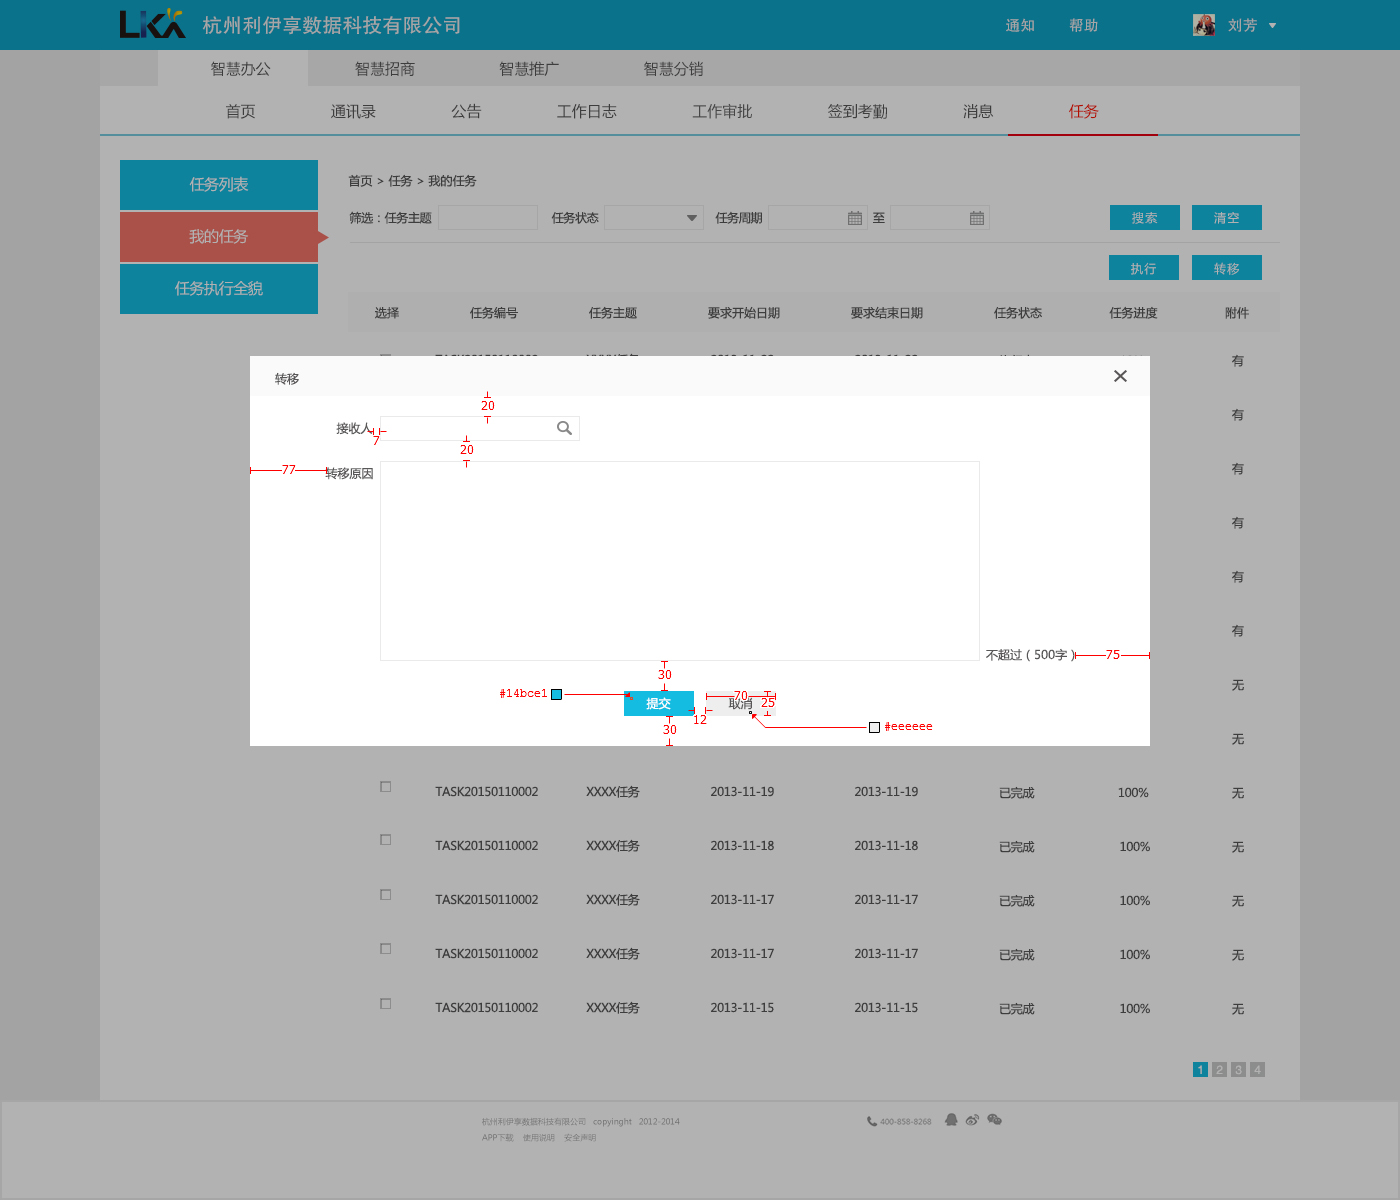 LIKA 杭州利伊享数据科技有限公司 通知 帮助 刘芳
智慧办公 智慧招商 智慧推广 智慧分销
首页 通讯录 公告 工作日志 工作审批 签到考勤 消息 任务
任务列表
我的任务
任务执行全貌
首页 > 任务 > 我的任务
筛选：任务主题 任务状态 任务周期 至 搜索 清空
执行 转移
选择 任务编号 任务主题 要求开始日期 要求结束日期 任务状态 任务进度 附件
有
转移
20
有
接收人
7
20
77
转移原因
有
有
有
有
不超过（500字） 75
30
无
#14bce1
提交 取消 70 25
12
30
#eeeeee
无
TASK20150110002 XXXX任务 2013-11-19 2013-11-19 已完成 100% 无
TASK20150110002 XXXX任务 2013-11-18 2013-11-18 已完成 100% 无
TASK20150110002 XXXX任务 2013-11-17 2013-11-17 已完成 100% 无
TASK20150110002 XXXX任务 2013-11-17 2013-11-17 已完成 100% 无
TASK20150110002 XXXX任务 2013-11-15 2013-11-15 已完成 100% 无
1 2 3 4
杭州利伊享数据科技有限公司 copyinght 2012-2014 400-858-8268
APP下载 使用说明 安全声明